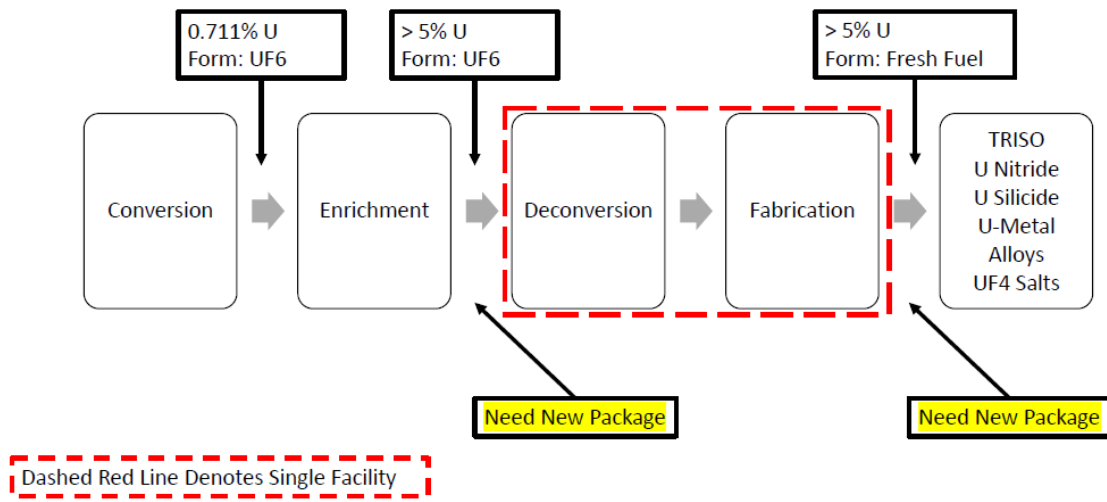 0.711% U
Form: UF6
> 5% U
Form: UF6
> 5% U
Form: Fresh Fuel
Conversion
Enrichment
Deconversion
Fabrication
TRISO
U Nitride
U Silicide
U-Metal
Alloys
UF4 Salts
Need New Package
Need New Package
Dashed Red Line Denotes Single Facility